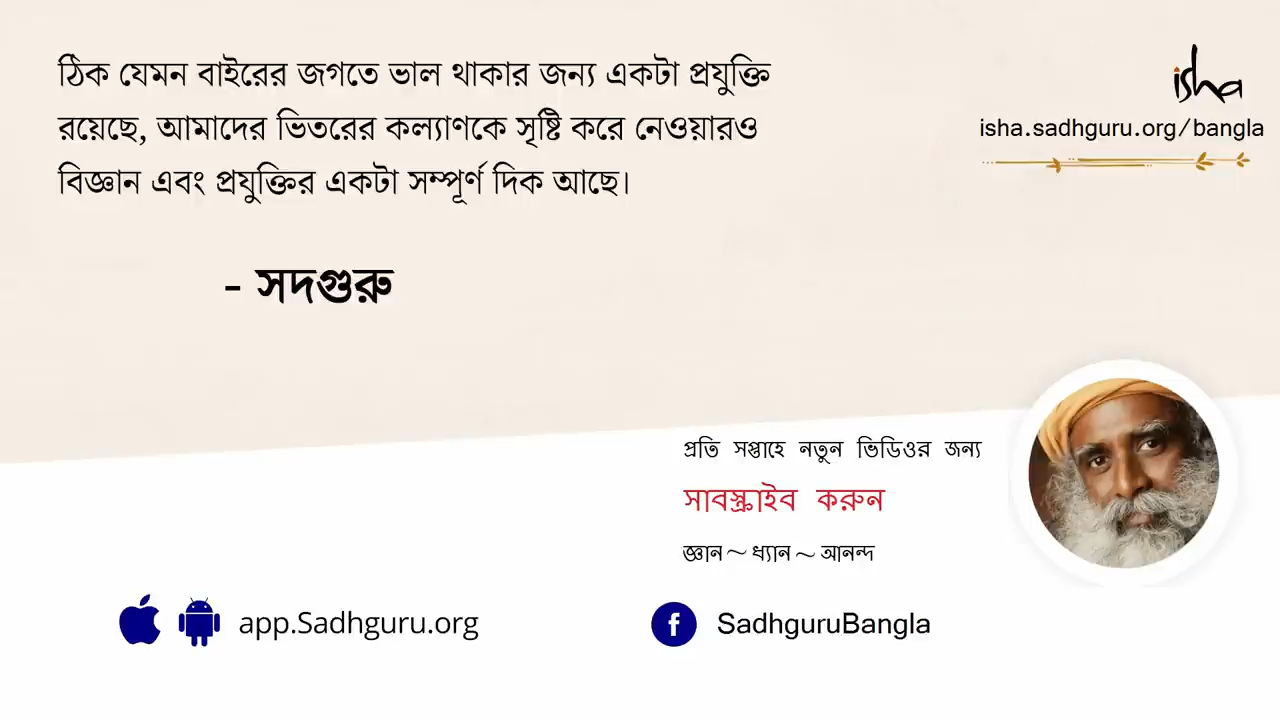 ঠিক যেমন বাইরের জগতে ভাল থাকার জন্য একটা প্রযুক্তি
রয়েছে, আমাদের ভিতরের কল্যাণকে সৃষ্টি করে নেওয়ারও
বিজ্ঞান এবং প্রযুক্তির একটা সম্পূর্ণ দিক আছে।
- সদগুরু
isha
isha.sadhguru.org/bangla
প্রতি সপ্তাহে নতুন ভিডিওর জন্য
সাবস্ক্রাইব করুন
জ্ঞান ~ ধ্যান ~ আনন্দ
app.Sadhguru.org
f SadhguruBangla